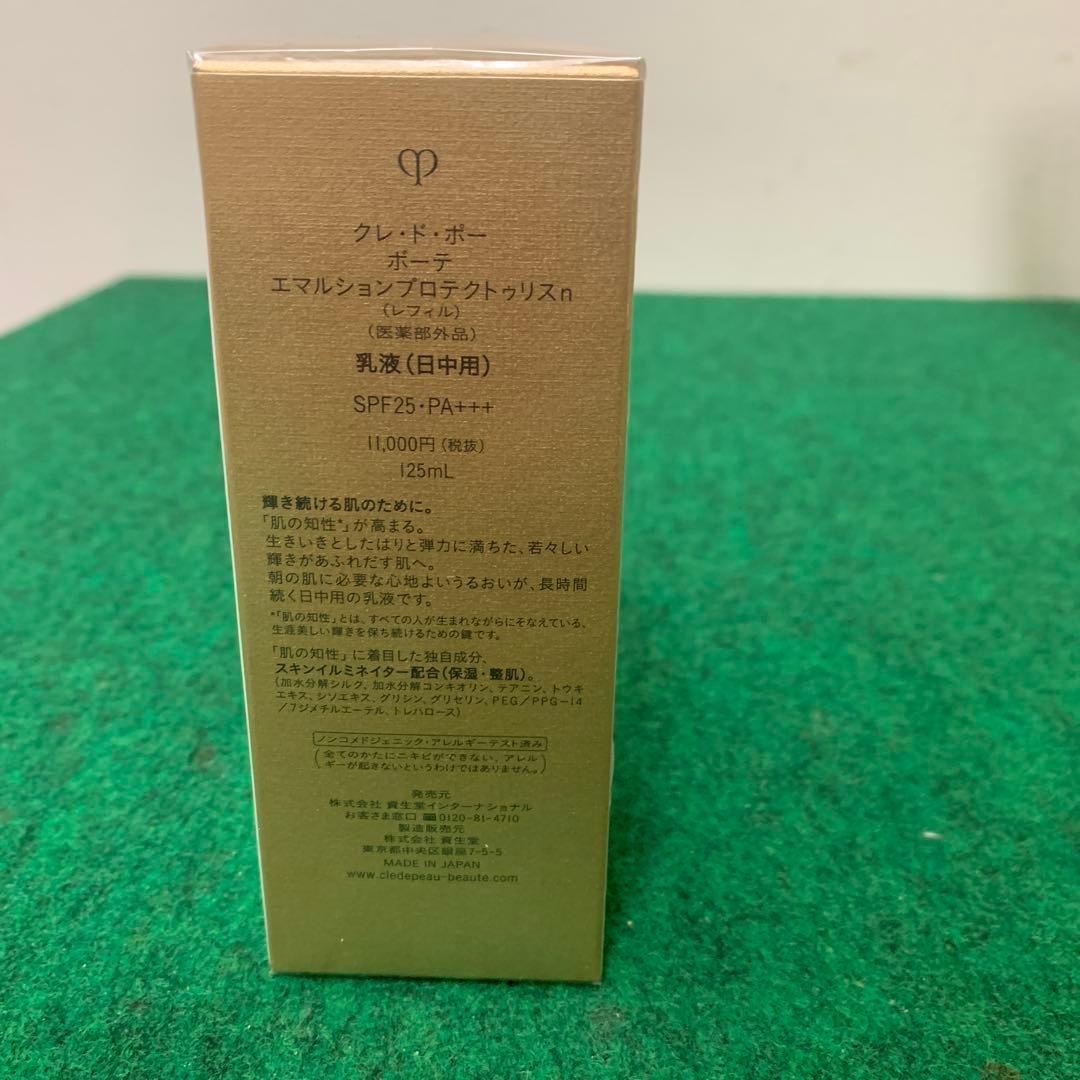 クレ・ド・ポー
ボーテ
エマルションプロテクトゥリスn
(レフィル)
(医薬部外品)
乳液(日中用)
SPF25・PA+++
11,000円(税抜)
125mL
輝き続ける肌のために。
「肌の知性*」が高まる。
生きいきとしたはりと弾力に満ちた、若々しい
輝きがあふれだす肌へ。
朝の肌に必要な心地よいうるおいが、長時間
続く日中用の乳液です。
*「肌の知性」とは、すべての人が生まれながらにそなえている、
生涯美しい輝きを保ち続けるための鍵です。
「肌の知性」に着目した独自成分、
スキンイルミネイター配合(保湿・整肌)。
(加水分解シルク、加水分解コンキオリン、テアニン、トウキ
エキス、シソエキス、グリシン、グリセリン、PEG/PPG-14
/7ジメチルエーテル、トレハロース)
ノンコメドジェニック・アレルギーテスト済み
(全てのかたにニキビができない、アレル
ギーが起きないというわけではありません。)
発売元
株式会社 資生堂インターナショナル
お客さま窓口 0120-81-4710
製造販売元
株式会社 資生堂
東京都中央区銀座7-5-5
MADE IN JAPAN
www.cledepeau-beaute.com